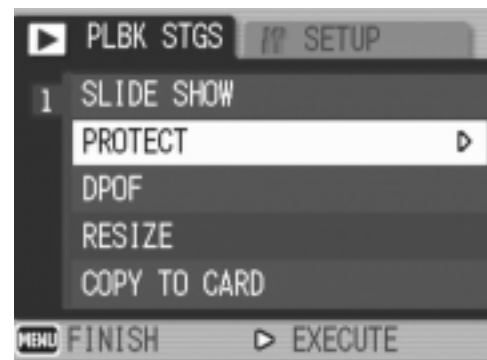 PLBK STGS SETUP
1 SLIDE SHOW
PROTECT
DPOF
RESIZE
COPY TO CARD
MENU FINISH EXECUTE